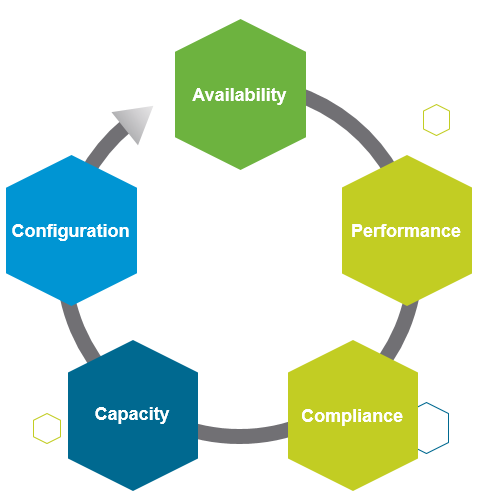 Availability
Performance
Compliance
Capacity
Configuration